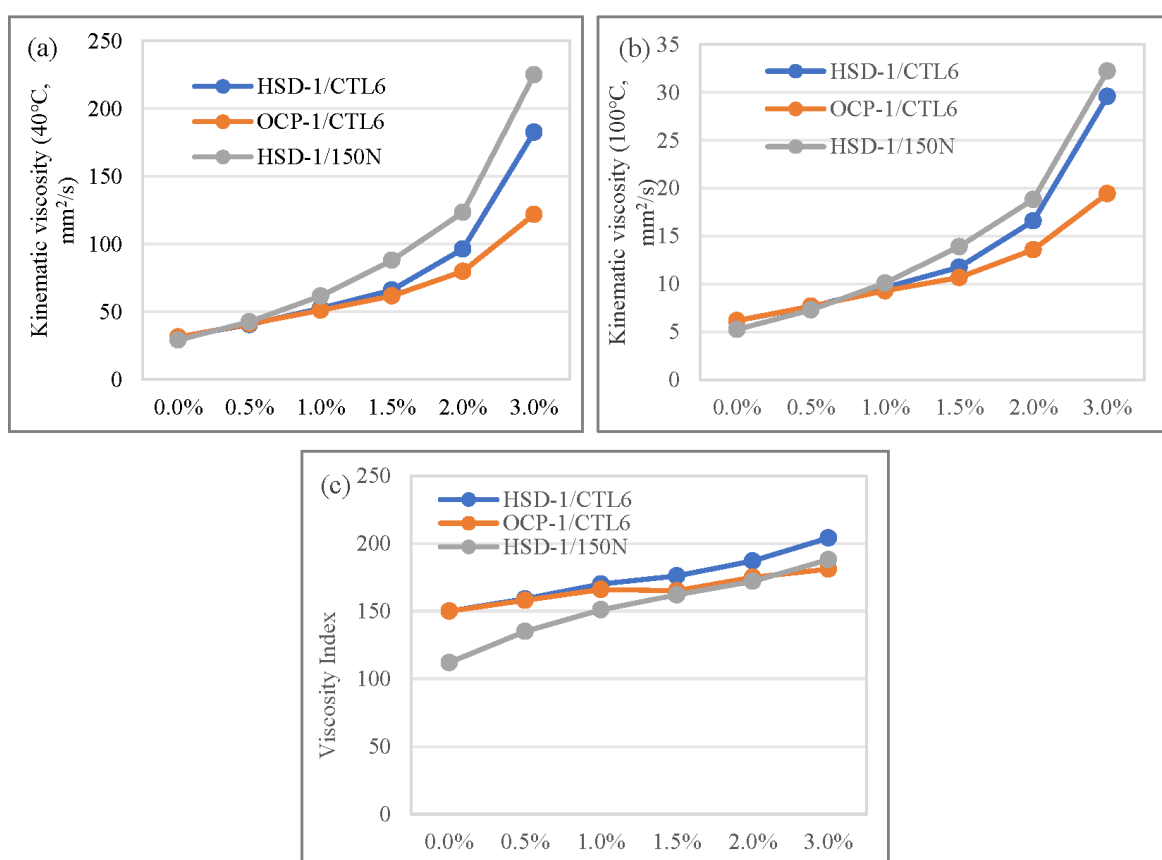 (a)
Kinematic viscosity (40℃,
mm²/s)
250
200
150
100
50
0
HSD-1/CTL6
OCP-1/CTL6
HSD-1/150N
0.0% 0.5% 1.0% 1.5% 2.0% 3.0%
(b)
Kinematic viscosity (100℃,
mm²/s)
35
30
25
20
15
10
5
0
HSD-1/CTL6
OCP-1/CTL6
HSD-1/150N
0.0% 0.5% 1.0% 1.5% 2.0% 3.0%
(c)
Viscosity Index
250
200
150
100
50
0
HSD-1/CTL6
OCP-1/CTL6
HSD-1/150N
0.0% 0.5% 1.0% 1.5% 2.0% 3.0%